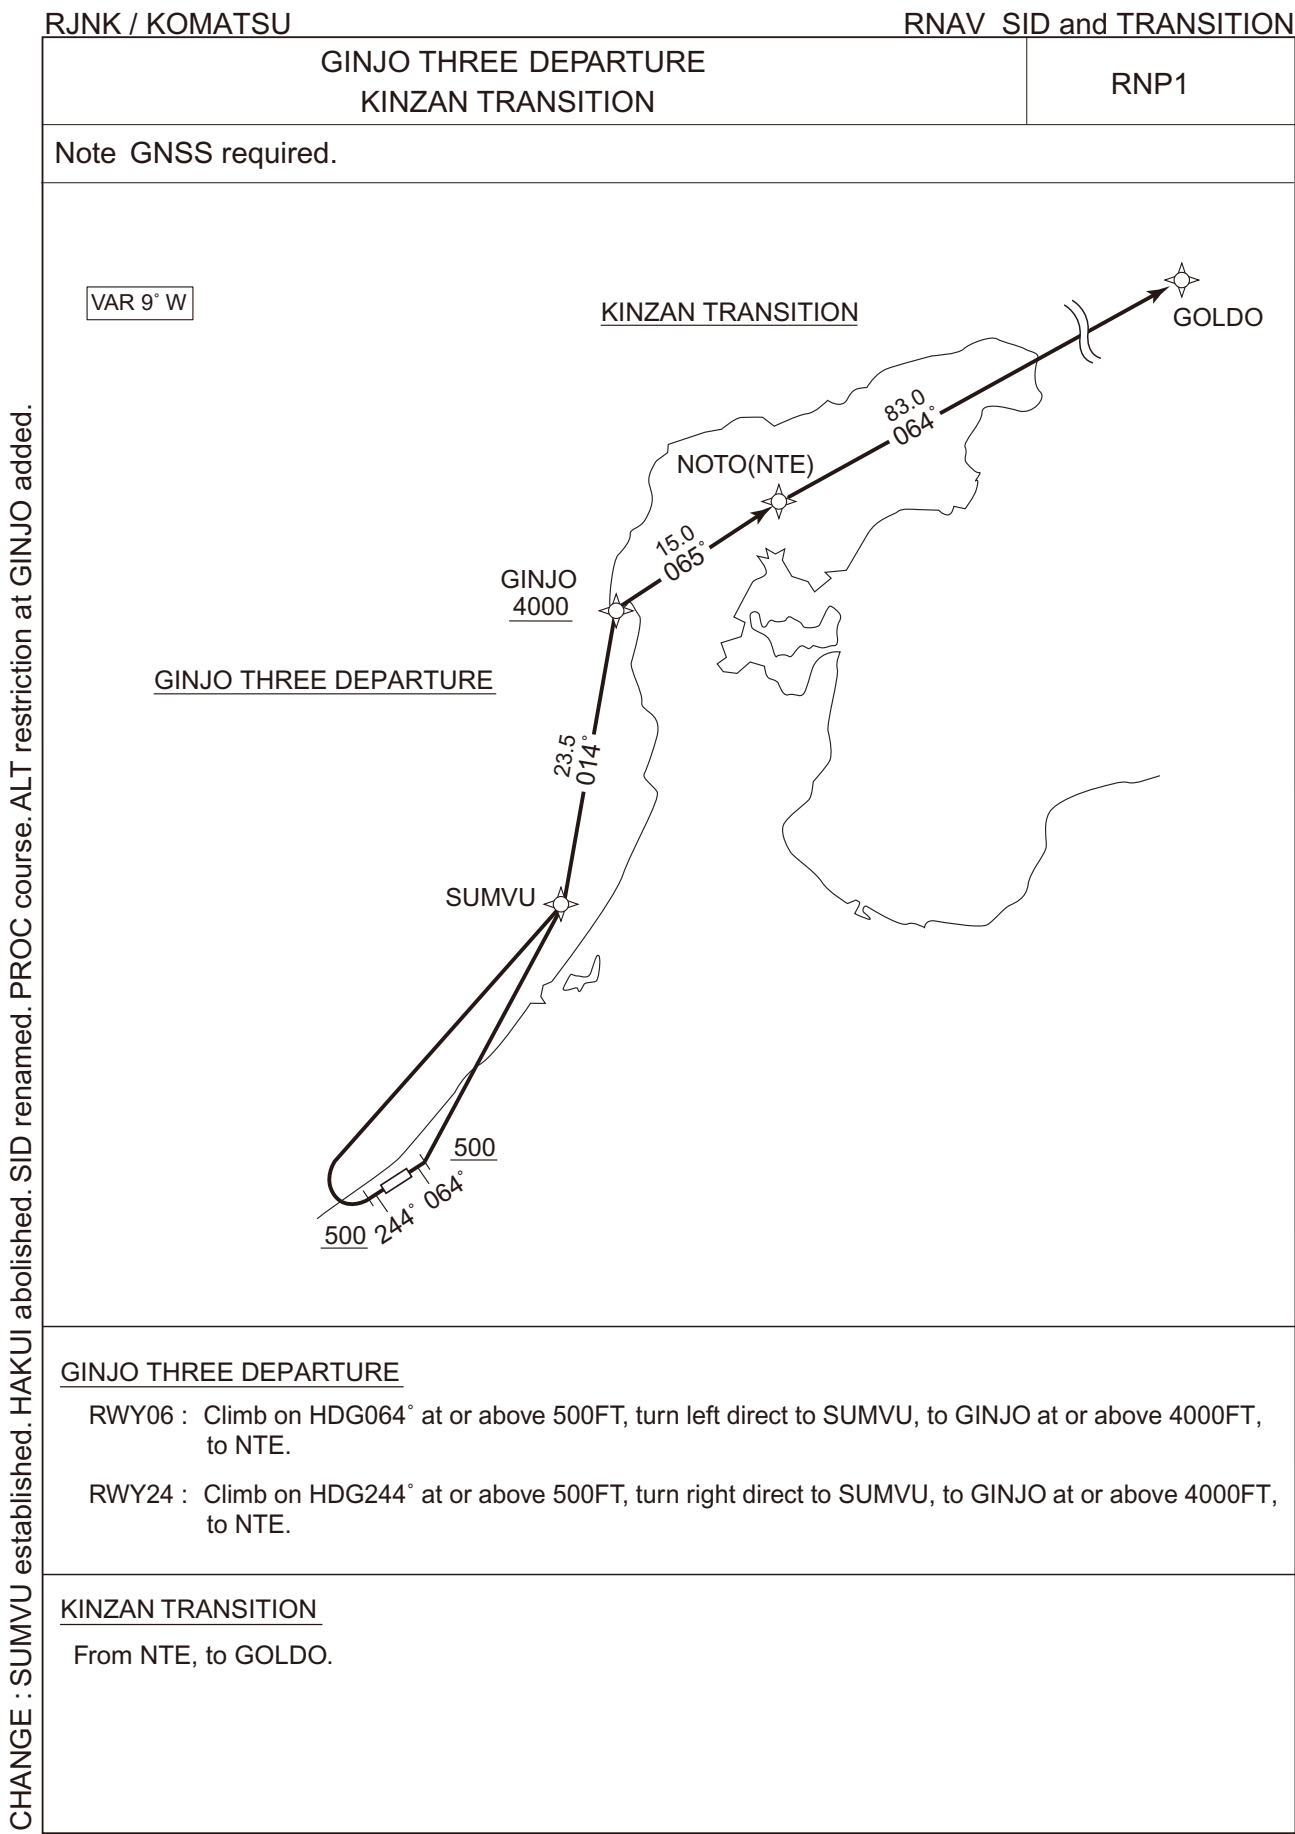 RJNK / KOMATSU
RNAV SID and TRANSITION
GINJO THREE DEPARTURE
KINZAN TRANSITION
RNP1
Note GNSS required.
VAR 9° W
KINZAN TRANSITION
GOLDO
83.0
064°
NOTO(NTE)
15.0
065°
GINJO
4000
GINJO THREE DEPARTURE
23.5
014°
SUMVU
500
064°
244°
500
GINJO THREE DEPARTURE
RWY06 : Climb on HDG064° at or above 500FT, turn left direct to SUMVU, to GINJO at or above 4000FT,
to NTE.
RWY24 : Climb on HDG244° at or above 500FT, turn right direct to SUMVU, to GINJO at or above 4000FT,
to NTE.
KINZAN TRANSITION
From NTE, to GOLDO.
CHANGE : SUMVU established. HAKUI abolished. SID renamed. PROC course. ALT restriction at GINJO added.